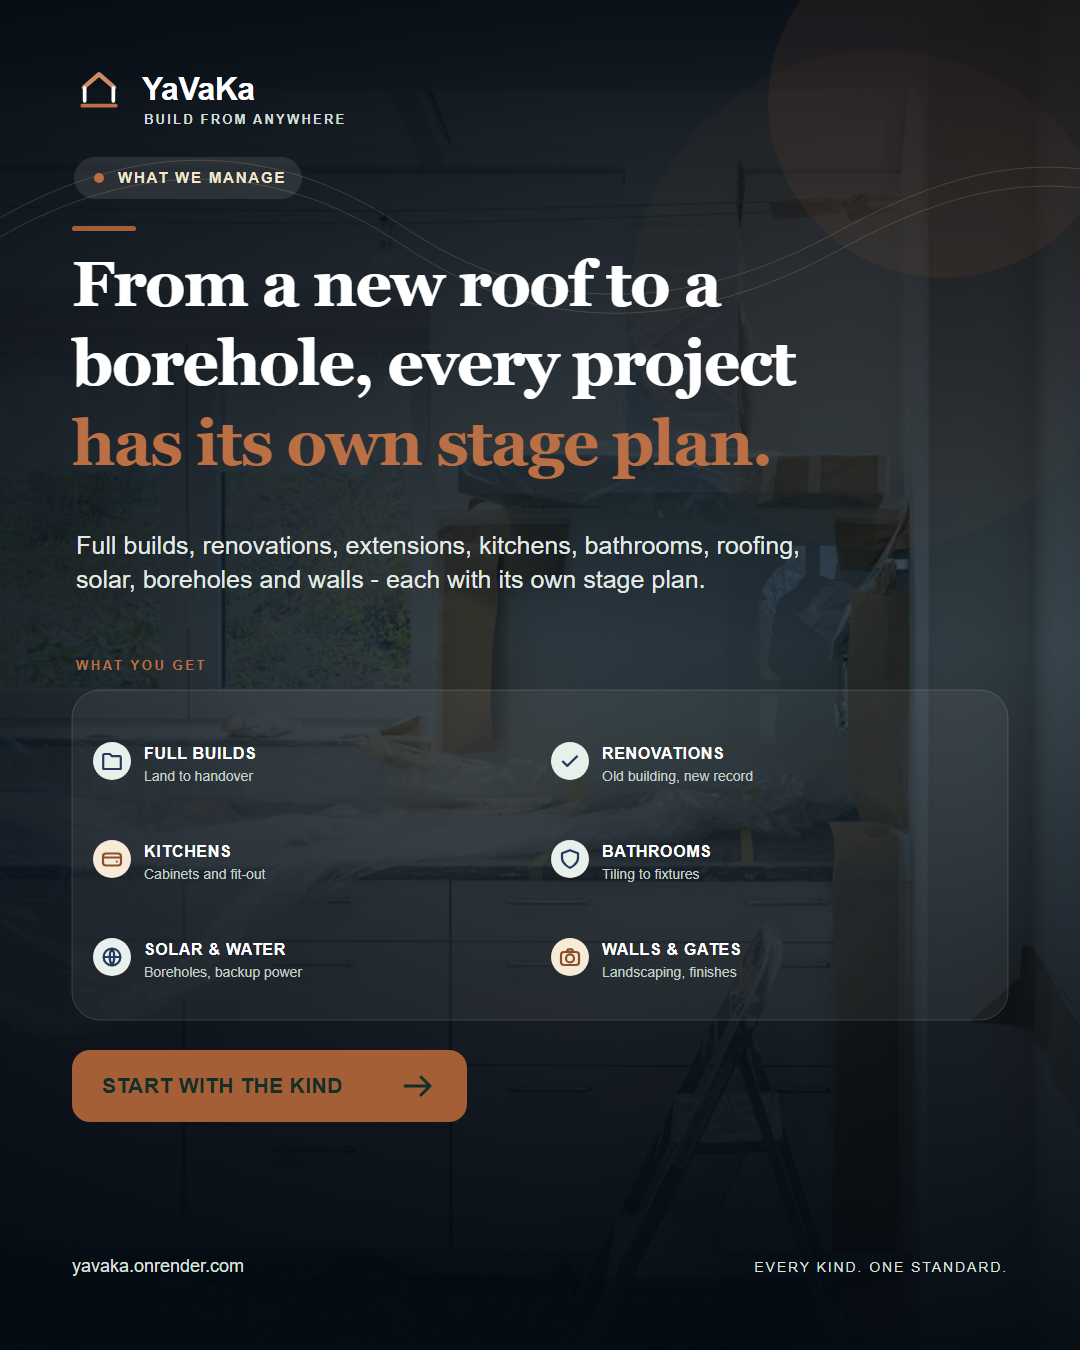 YaVaKa
BUILD FROM ANYWHERE
WHAT WE MANAGE
From a new roof to a
borehole, every project
has its own stage plan.
Full builds, renovations, extensions, kitchens, bathrooms, roofing,
solar, boreholes and walls - each with its own stage plan.
WHAT YOU GET
FULL BUILDS
Land to handover
RENOVATIONS
Old building, new record
KITCHENS
Cabinets and fit-out
BATHROOMS
Tiling to fixtures
SOLAR & WATER
Boreholes, backup power
WALLS & GATES
Landscaping, finishes
START WITH THE KIND
yavaka.onrender.com
EVERY KIND. ONE STANDARD.